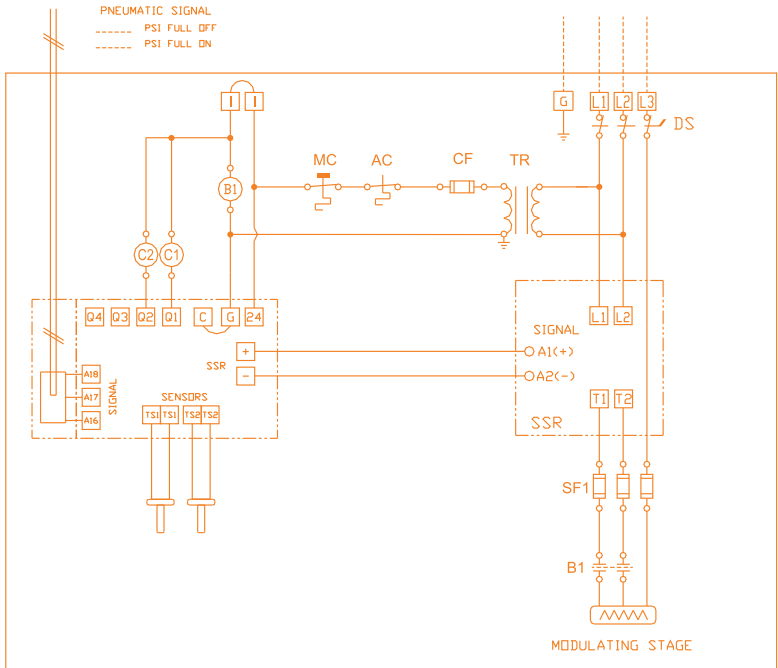 PNEUMATIC SIGNAL
PSI FULL OFF
PSI FULL ON
I I
G L1 L2 L3
DS
MC AC CF TR
B1
C2 C1
Q4 Q3 Q2 Q1 C G 24
L1 L2
SIGNAL
+
A1(+)
SSR
A18
-
A2(-)
SIGNAL
A17
SENSORS
T1 T2
TS1 TS1 TS2 TS2
A16
SSR
SF1
B1
MODULATING STAGE